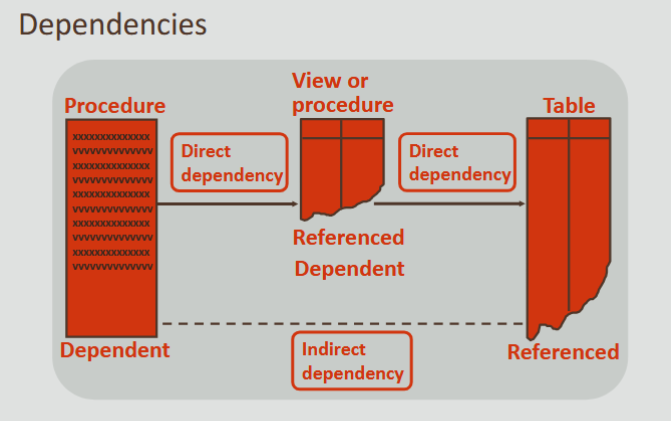 Dependencies
View or
procedure
Procedure
Table
xxxxxxxxxxxxxx
vvvvvvvvvvvvvv
xxxxxxxxxxxxxx
vvvvvvvvvvvvvv
xxxxxxxxxxxxxx
vvvvvvvvvvvvvv
xxxxxxxxxxxxxx
vvvvvvvvvvvvvv
xxxxxxxxxxxxxx
vvvvvvvvvvvvvv
Direct
dependency
Direct
dependency
Referenced
Dependent
Dependent
Indirect
dependency
Referenced